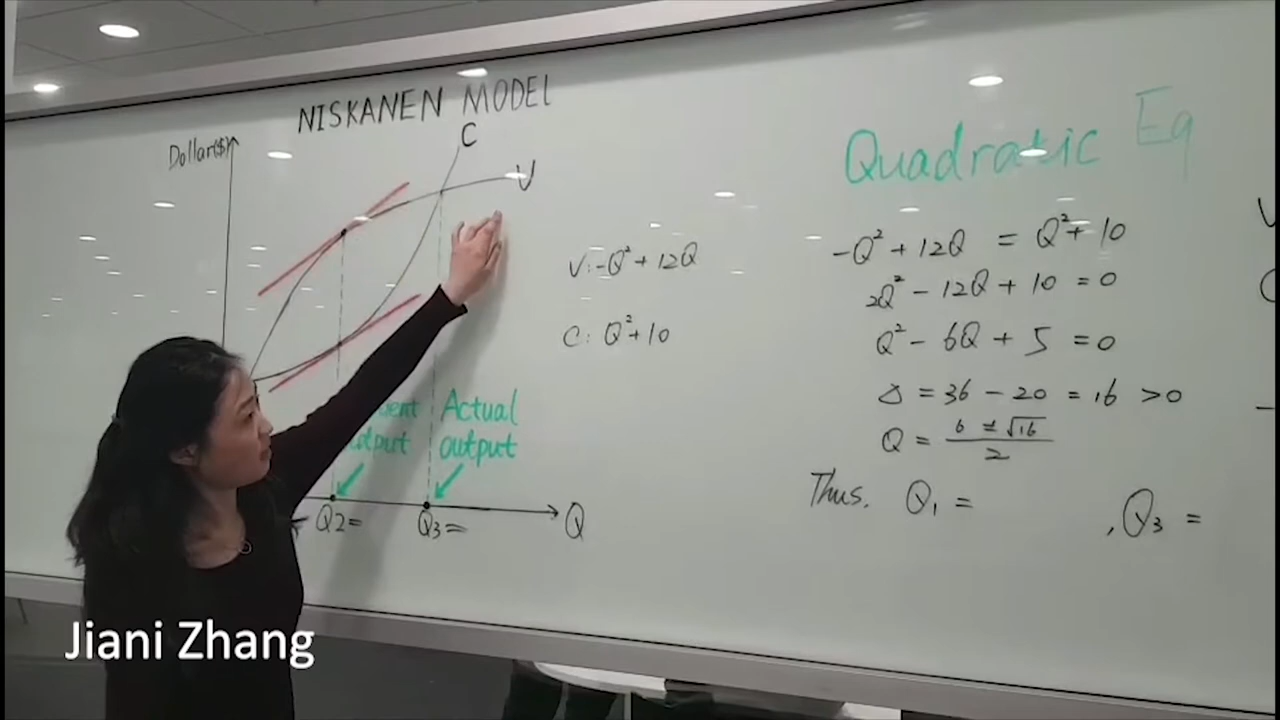 NISKANEN MODEL
Dollar($)
C
V
V: -Q² + 12Q
C: Q² + 10
Actual
output
Q2=
Q3=
Q
Quadratic Eq
-Q² + 12Q = Q² + 10
2Q² - 12Q + 10 = 0
Q² - 6Q + 5 = 0
Δ = 36 - 20 = 16 >0
Q = 6 ± √16 / 2
Thus. Q₁ = , Q₃ =
Jiani Zhang